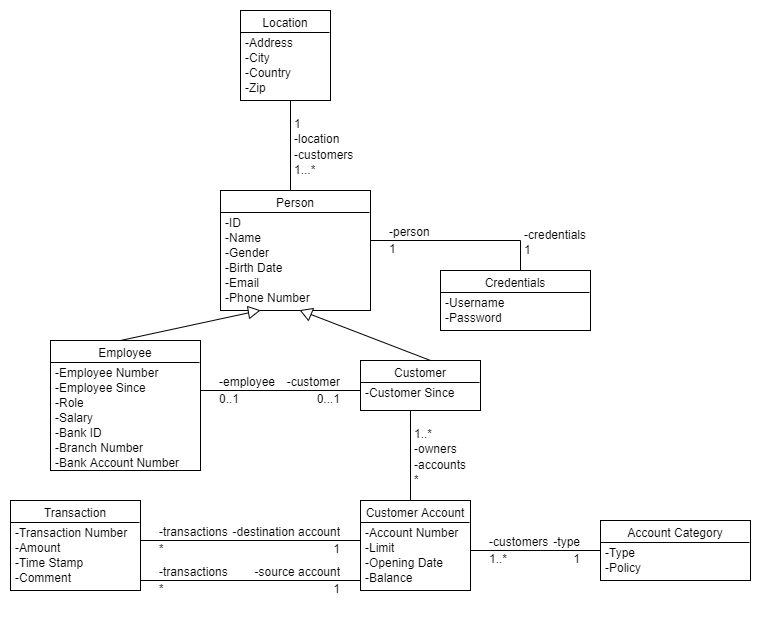 Location
-Address
-City
-Country
-Zip
1
-location
-customers
1...*
Person
-ID
-Name
-Gender
-Birth Date
-Email
-Phone Number
-person
1
-credentials
1
Credentials
-Username
-Password
Employee
-Employee Number
-Employee Since
-Role
-Salary
-Bank ID
-Branch Number
-Bank Account Number
-employee -customer
0..1 0...1
Customer
-Customer Since
1..*
-owners
-accounts
*
Transaction
-Transaction Number
-Amount
-Time Stamp
-Comment
-transactions -destination account
* 1
-transactions -source account
* 1
Customer Account
-Account Number
-Limit
-Opening Date
-Balance
-customers -type
1..* 1
Account Category
-Type
-Policy